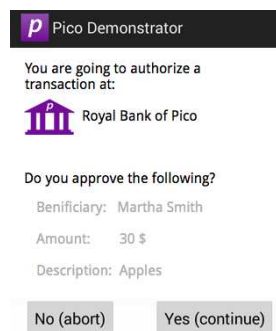 p Pico Demonstrator
You are going to authorize a
transaction at:
p
Royal Bank of Pico
Do you approve the following?
Benificiary: Martha Smith
Amount: 30 $
Description: Apples
No (abort) Yes (continue)